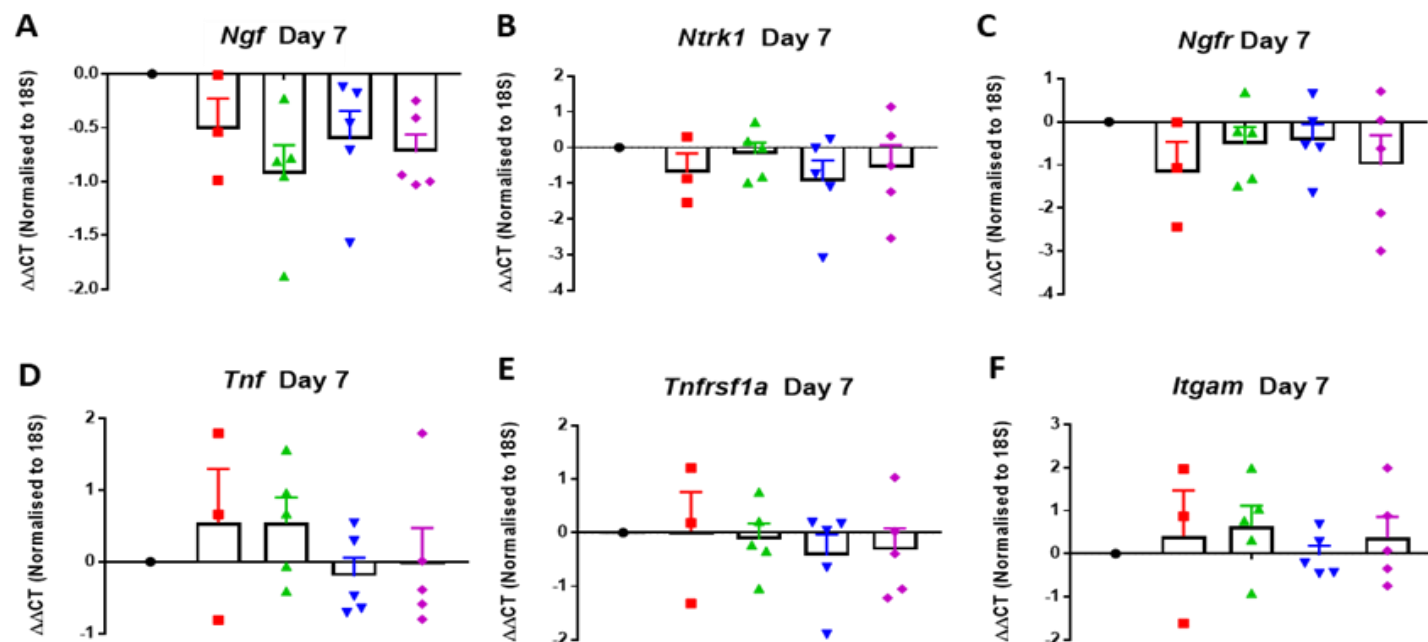 A
Ngf Day 7
ΔΔCT (Normalised to 18S)
0.0
-0.5
-1.0
-1.5
-2.0
B
Ntrk1 Day 7
ΔΔCT (Normalised to 18S)
2
1
0
-1
-2
-3
-4
C
Ngfr Day 7
ΔΔCT (Normalised to 18S)
1
0
-1
-2
-3
-4
D
Tnf Day 7
ΔΔCT (Normalised to 18S)
2
1
0
-1
E
Tnfrsf1a Day 7
ΔΔCT (Normalised to 18S)
2
1
0
-1
-2
F
Itgam Day 7
ΔΔCT (Normalised to 18S)
3
2
1
0
-1
-2